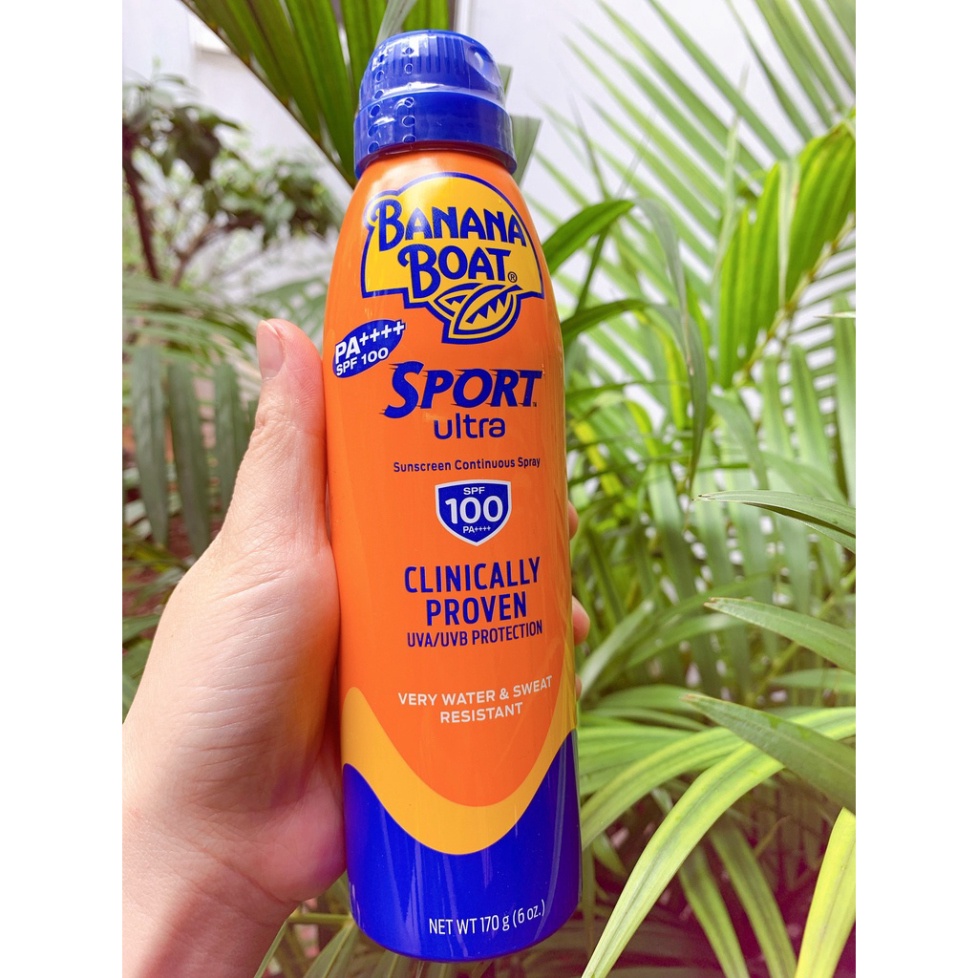 BANANA
BOAT®
PA++++
SPF 100
SPORT™
ultra
Sunscreen Continuous Spray
SPF
100
PA++++
CLINICALLY
PROVEN
UVA/UVB PROTECTION
VERY WATER & SWEAT
RESISTANT
NET WT 170 g (6 oz.)